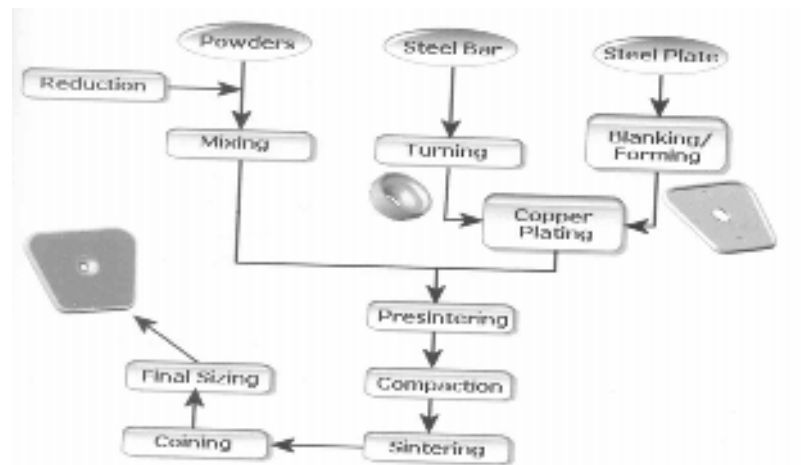 Powders
Steel Bar
Steel Plate
Reduction
Mixing
Turning
Blanking/
Forming
Copper
Plating
Presintering
Compaction
Final Sizing
Coining
Sintering